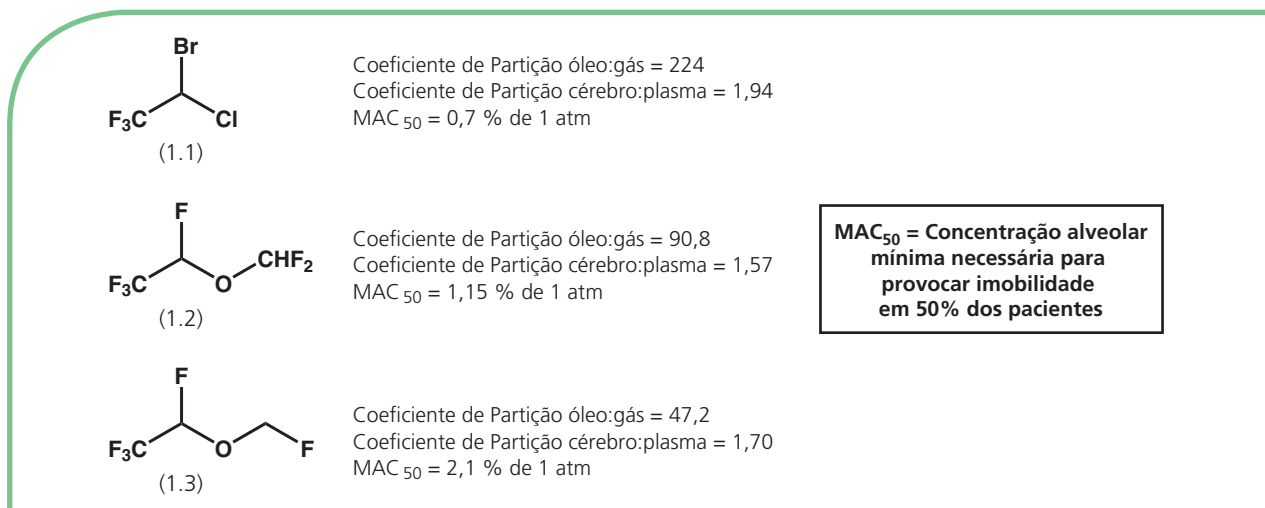 Br
F3C
Cl
(1.1)
Coeficiente de Partição óleo:gás = 224
Coeficiente de Partição cérebro:plasma = 1,94
MAC 50 = 0,7 % de 1 atm
F
CHF2
F3C
O
(1.2)
Coeficiente de Partição óleo:gás = 90,8
Coeficiente de Partição cérebro:plasma = 1,57
MAC 50 = 1,15 % de 1 atm
MAC50 = Concentração alveolar
mínima necessária para
provocar imobilidade
em 50% dos pacientes
F
F3C
O
F
(1.3)
Coeficiente de Partição óleo:gás = 47,2
Coeficiente de Partição cérebro:plasma = 1,70
MAC 50 = 2,1 % de 1 atm